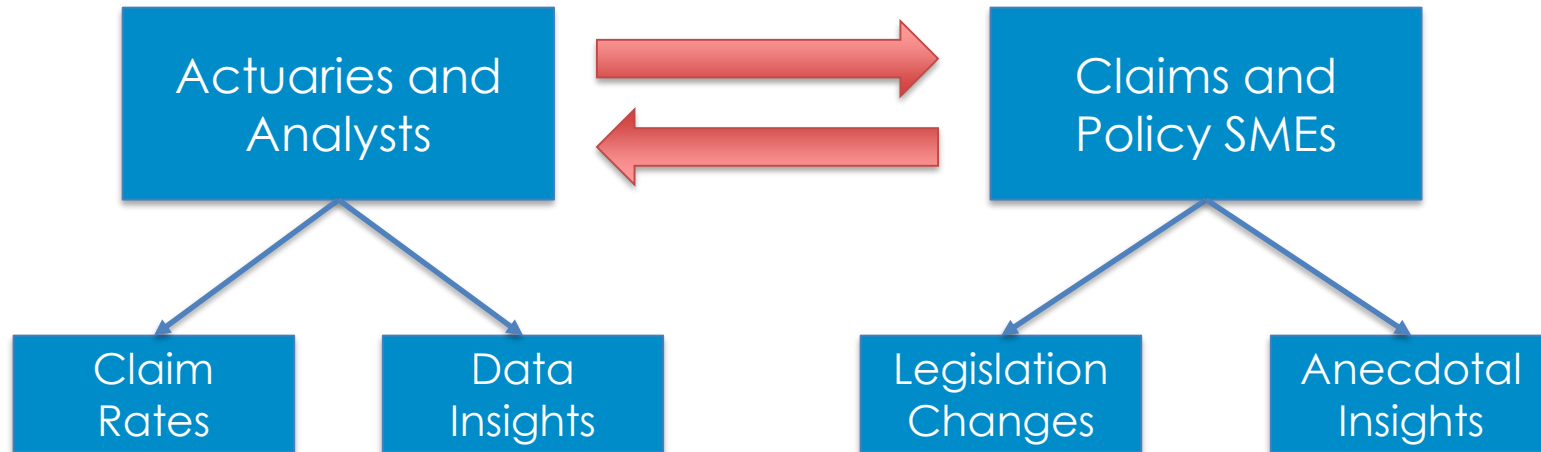 Actuaries and
Analysts
Claims and
Policy SMEs
Claim
Rates
Data
Insights
Legislation
Changes
Anecdotal
Insights